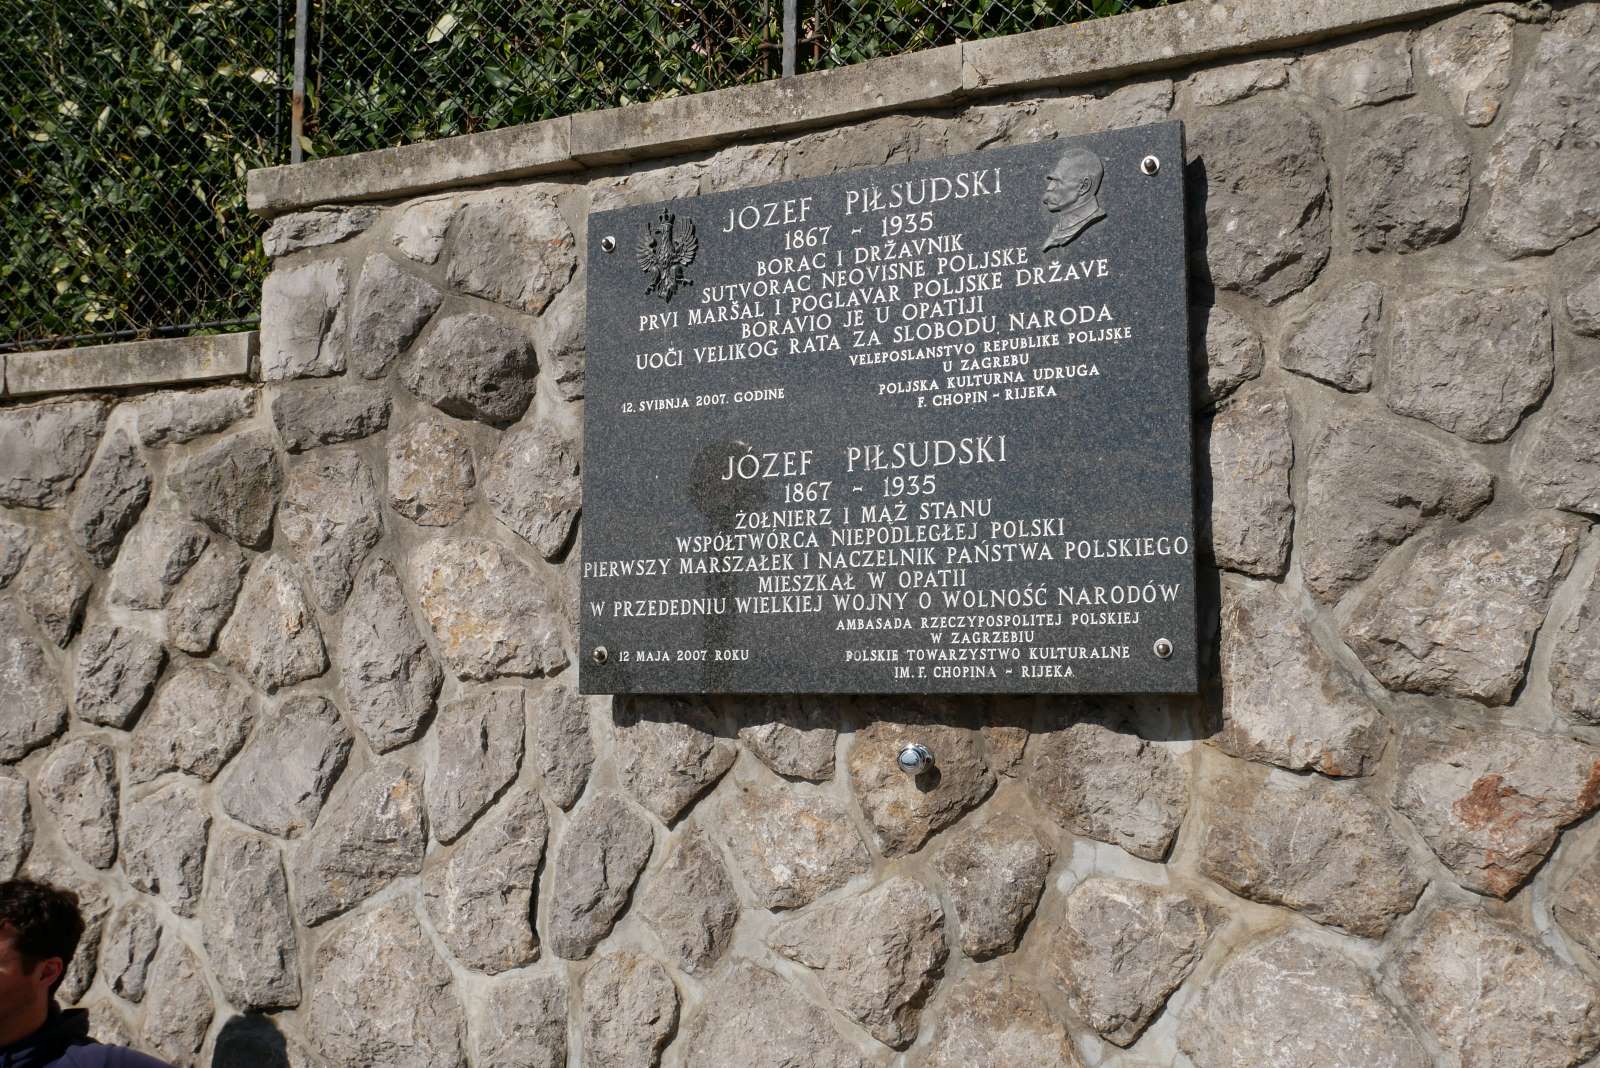 JÓZEF PIŁSUDSKI
1867 - 1935
BORAC I DRŽAVNIK
SUTVORAC NEOVISNE POLJSKE
PRVI MARŠAL I POGLAVAR POLJSKE DRŽAVE
BORAVIO JE U OPATIJI
UOČI VELIKOG RATA ZA SLOBODU NARODA
VELEPOSLANSTVO REPUBLIKE POLJSKE
U ZAGREBU
12. SVIBNJA 2007. GODINE
POLJSKA KULTURNA UDRUGA
F. CHOPIN - RIJEKA
JÓZEF PIŁSUDSKI
1867 - 1935
ŻOŁNIERZ I MĄŻ STANU
WSPÓŁTWÓRCA NIEPODLEGŁEJ POLSKI
PIERWSZY MARSZAŁEK I NACZELNIK PAŃSTWA POLSKIEGO
MIESZKAŁ W OPATII
W PRZEDEDNIU WIELKIEJ WOJNY O WOLNOŚĆ NARODÓW
AMBASADA RZECZYPOSPOLITEJ POLSKIEJ
W ZAGRZEBIU
12 MAJA 2007 ROKU
POLSKIE TOWARZYSTWO KULTURALNE
IM. F. CHOPINA - RIJEKA